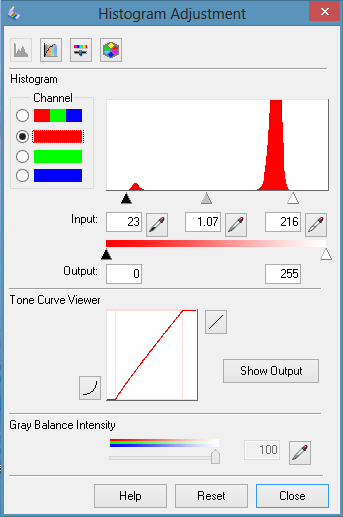 Histogram Adjustment
Histogram
Channel
Input: 23 1.07 216
Output: 0 255
Tone Curve Viewer
Show Output
Gray Balance Intensity
100
Help Reset Close